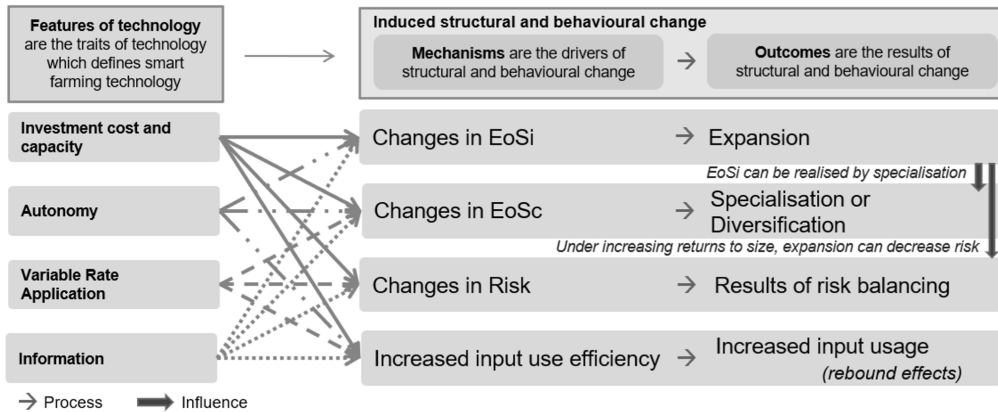 Features of technology
are the traits of technology
which defines smart
farming technology
Induced structural and behavioural change
Mechanisms are the drivers of
structural and behavioural change
Outcomes are the results of
structural and behavioural change
Investment cost and
capacity
Changes in EoSi
Expansion
EoSi can be realised by specialisation
Autonomy
Changes in EoSc
Specialisation or
Diversification
Under increasing returns to size, expansion can decrease risk
Variable Rate
Application
Changes in Risk
Results of risk balancing
Information
Increased input use efficiency
Increased input usage
(rebound effects)
Process
Influence